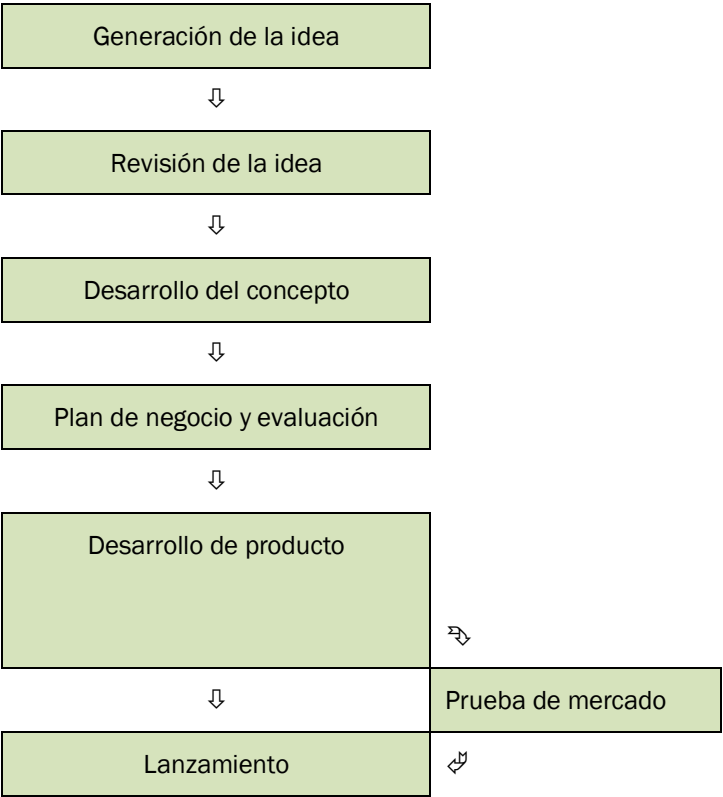 Generación de la idea
Revisión de la idea
Desarrollo del concepto
Plan de negocio y evaluación
Desarrollo de producto
Prueba de mercado
Lanzamiento